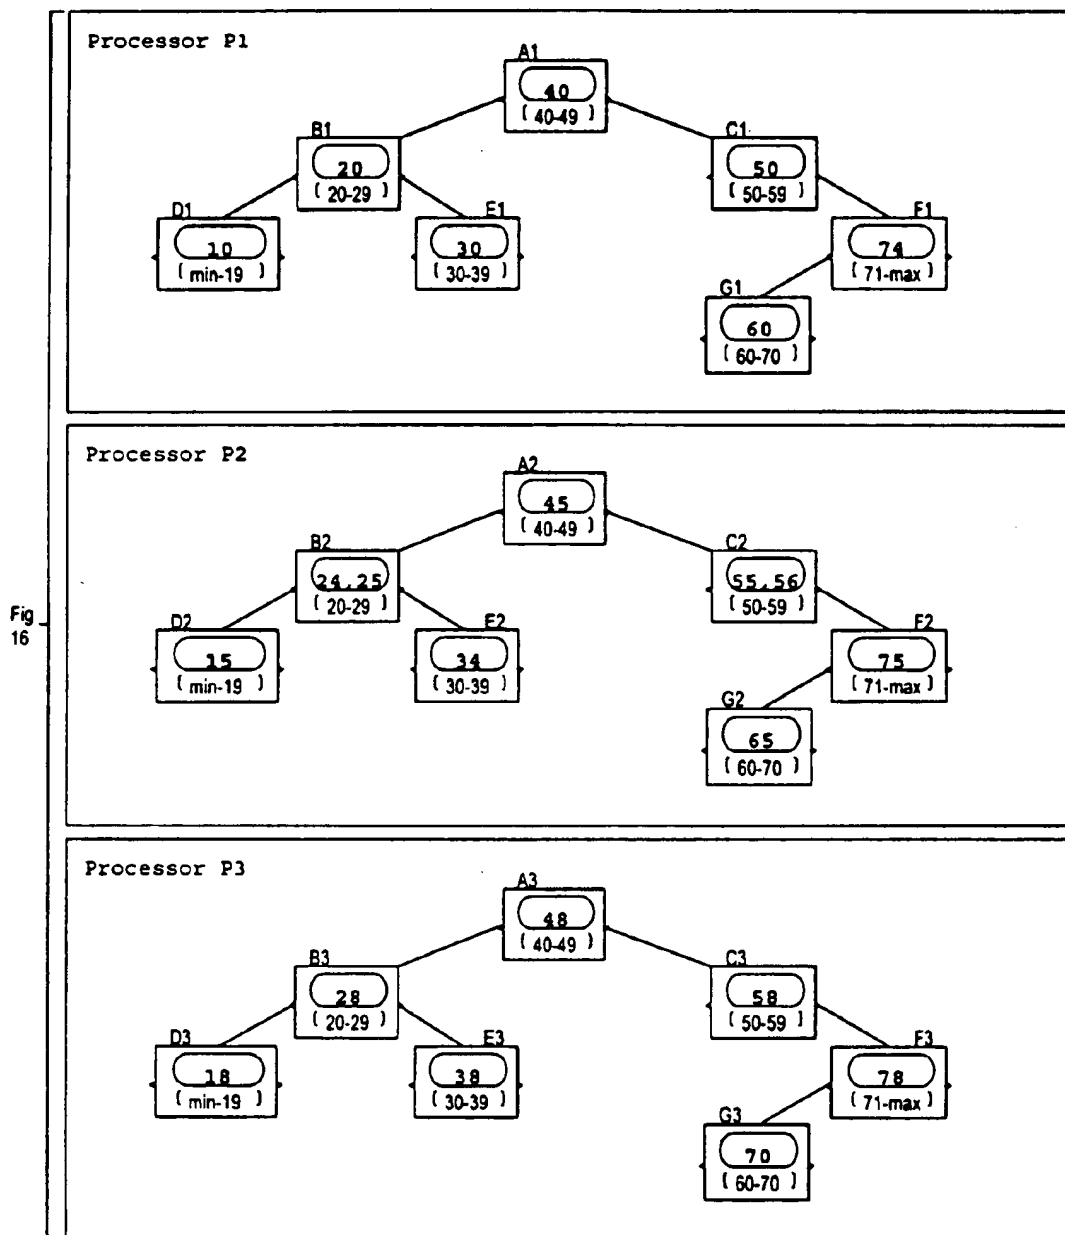 Processor P1
A1
40
( 40-49 )
B1
20
( 20-29 )
C1
50
( 50-59 )
D1
10
( min-19 )
E1
30
( 30-39 )
F1
74
( 71-max )
G1
60
( 60-70 )
Processor P2
A2
45
( 40-49 )
B2
24,25
( 20-29 )
C2
55,56
( 50-59 )
Fig
16
D2
15
( min-19 )
E2
34
( 30-39 )
F2
75
( 71-max )
G2
65
( 60-70 )
Processor P3
A3
48
( 40-49 )
B3
28
( 20-29 )
C3
58
( 50-59 )
D3
18
( min-19 )
E3
38
( 30-39 )
F3
78
( 71-max )
G3
70
( 60-70 )